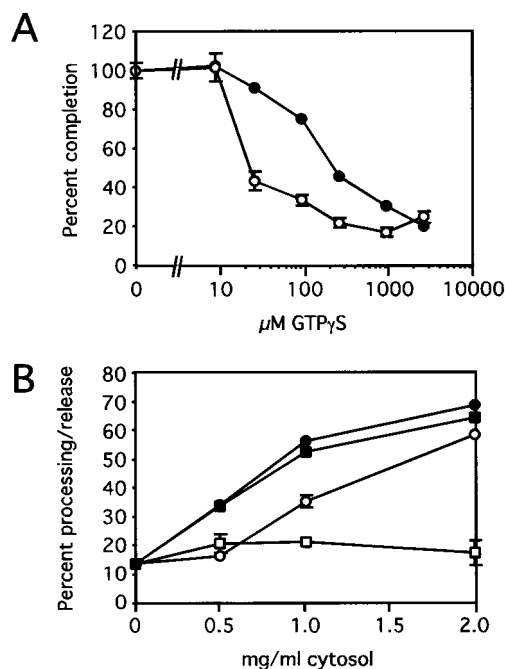 A
120
100
80
60
40
20
0
Percent completion
0 10 100 1000 10000
µM GTPγS
B
80
70
60
50
40
30
20
10
0
Percent processing/release
0 0.5 1.0 2.0
mg/ml cytosol